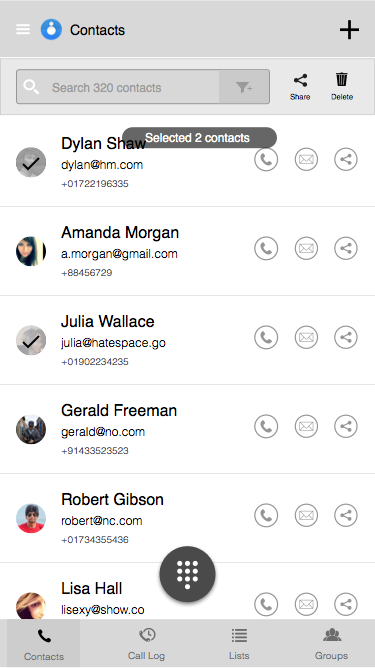 Contacts
Search 320 contacts
Share
Delete
Selected 2 contacts
Dylan Shaw
dylan@hm.com
+01722196335
Amanda Morgan
a.morgan@gmail.com
+88456729
Julia Wallace
julia@hatespace.go
+01902234235
Gerald Freeman
gerald@no.com
+91433523523
Robert Gibson
robert@nc.com
+01734355436
Lisa Hall
lisexy@show.co
Contacts
Call Log
Lists
Groups